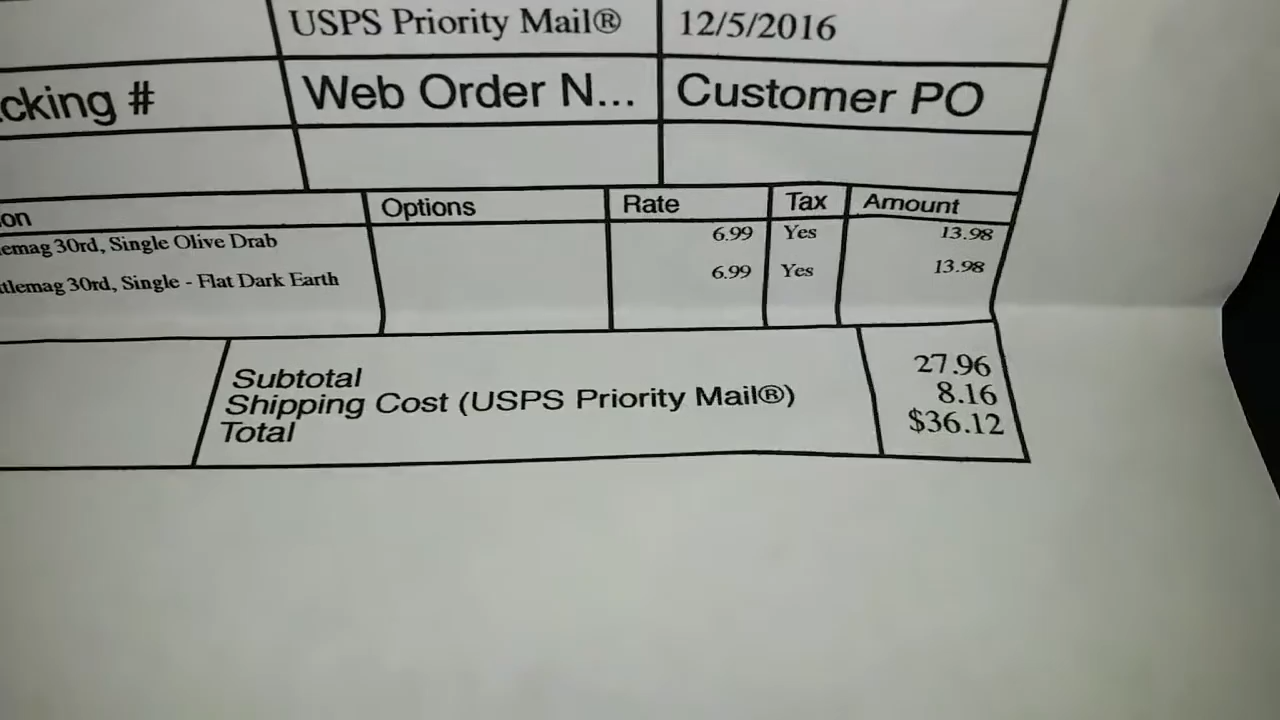 USPS Priority Mail® 12/5/2016
cking # Web Order N... Customer PO
on Options Rate Tax Amount
emag 30rd, Single Olive Drab 6.99 Yes 13.98
tlemag 30rd, Single - Flat Dark Earth 6.99 Yes 13.98
Subtotal 27.96
Shipping Cost (USPS Priority Mail®) 8.16
Total $36.12